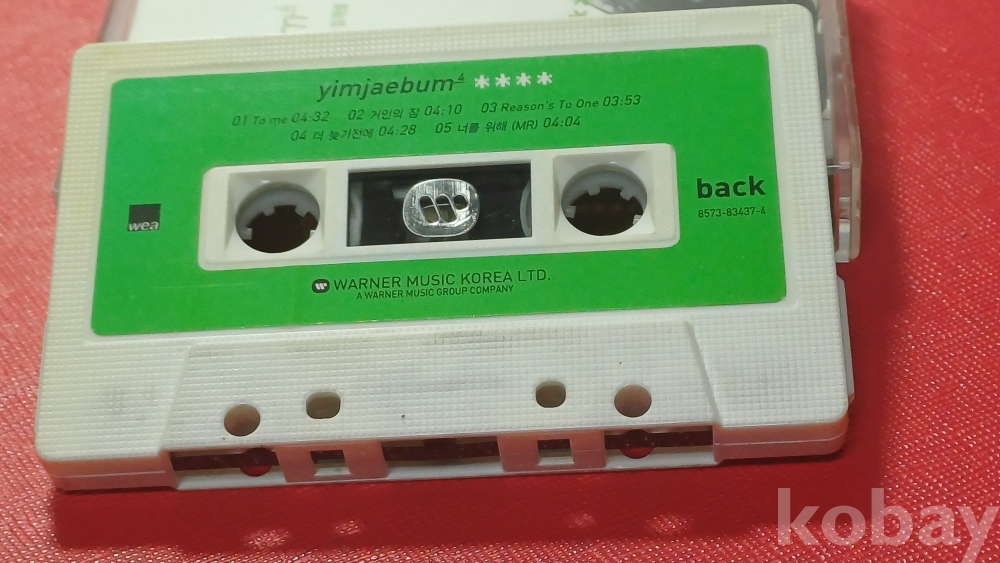 yimjaebum⁴ ****
01 To me 04:32 02 거인의 잠 04:10 03 Reason's To One 03:53
04 더 늦기전에 04:28 05 너를 위해 (MR) 04:04
back
8573-83437-4
wea
WARNER MUSIC KOREA LTD.
A WARNER MUSIC GROUP COMPANY
kobay